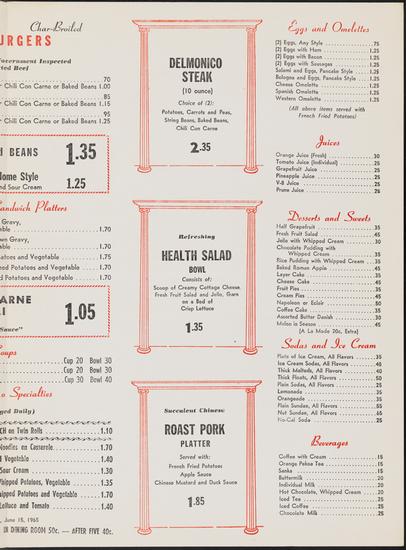 Char-Broiled
URGERS
Government Inspected
ted Beef
70
r Chili Con Carne or Baked Beans 1.00
85
r Chili Con Carne or Baked Beans 1.15
95
r Chili Con Carne or Baked Beans 1.25
BEANS 1.35
Home Style
nd Sour Cream 1.25
Sandwich Platters
Gravy,
able 1.70
wn Gravy,
able 1.70
atoes and Vegetable 1.75
hed Potatoes and Vegetable 1.70
ed Potatoes and Vegetable 1.70
CARNE
LI 1.05
Sauce"
Soups
Cup 20 Bowl 30
Cup 20 Bowl 30
Cup 30 Bowl 40
o Specialties
ged Daily)
CH on Twin Rolls 1.10
Noodles en Casserole 1.70
d Vegetable 1.40
Sour Cream 1.30
Whipped Potatoes, Vegetable 1.35
hipped Potatoes and Vegetable 1.70
Lettuce and Tomato 1.40
, June 15, 1965
IN DINING ROOM 50c. — AFTER FIVE 40c.
DELMONICO
STEAK
(10 ounce)
Choice of (2):
Potatoes, Carrots and Peas,
String Beans, Baked Beans,
Chili Con Carne
2.35
Refreshing
HEALTH SALAD
BOWL
Consists of:
Scoop of Creamy Cottage Cheese,
Fresh Fruit Salad and Jello, Garn
on a Bed of
Crisp Lettuce
1.35
Succulent Chinese
ROAST PORK
PLATTER
Served with:
French Fried Potatoes
Apple Sauce
Chinese Mustard and Duck Sauce
1.85
Eggs and Omelettes
(2) Eggs, Any Style .75
(2) Eggs with Ham 1.25
(2) Eggs with Bacon 1.25
(2) Eggs with Sausages 1.25
Salami and Eggs, Pancake Style 1.25
Bologna and Eggs, Pancake Style 1.25
Cheese Omelette 1.25
Spanish Omelette 1.25
Western Omelette 1.25
(All above items served with
French Fried Potatoes)
Juices
Orange Juice (Fresh) 30
Tomato Juice (Individual) 25
Grapefruit Juice 25
Pineapple Juice 25
V-8 Juice 25
Prune Juice 25
Desserts and Sweets
Half Grapefruit 35
Fresh Fruit Salad 45
Jello with Whipped Cream 30
Chocolate Pudding with
Whipped Cream 35
Rice Pudding with Whipped Cream 35
Baked Roman Apple 45
Layer Cake 35
Cheese Cake 45
Fruit Pies 35
Cream Pies 45
Napoleon or Eclair 50
Coffee Cake 35
Assorted Butter Danish 30
Melon in Season 45
(A La Mode 20c, Extra)
Sodas and Ice Cream
Plate of Ice Cream, All Flavors 35
Ice Cream Sodas, All Flavors 40
Thick Malteds, All Flavors 40
Thick Floats, All Flavors 50
Plain Sodas, All Flavors 25
Lemonade 35
Orangeade 35
Plain Sundae, All Flavors 55
Nut Sundae, All Flavors 65
No-Cal Soda 25
Beverages
Coffee with Cream 15
Orange Pekoe Tea 15
Sanka 15
Buttermilk 20
Individual Milk 20
Hot Chocolate, Whipped Cream 20
Iced Tea 25
Iced Coffee 25
Chocolate Milk 25